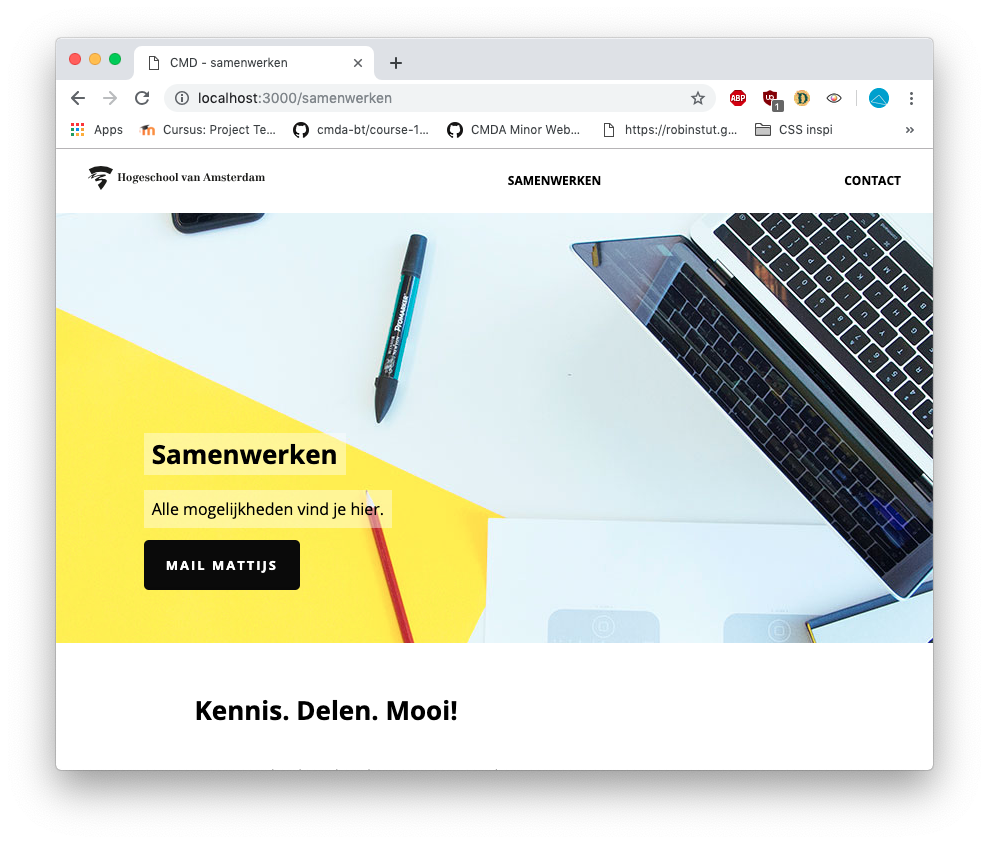 CMD - samenwerken
localhost:3000/samenwerken
ABP
1
Apps
Cursus: Project Te...
cmda-bt/course-1...
CMDA Minor Web...
https://robinstut.g...
CSS inspi
»
Hogeschool van Amsterdam
SAMENWERKEN
CONTACT
PROMARKER
Samenwerken
Alle mogelijkheden vind je hier.
MAIL MATTIJS
Kennis. Delen. Mooi!